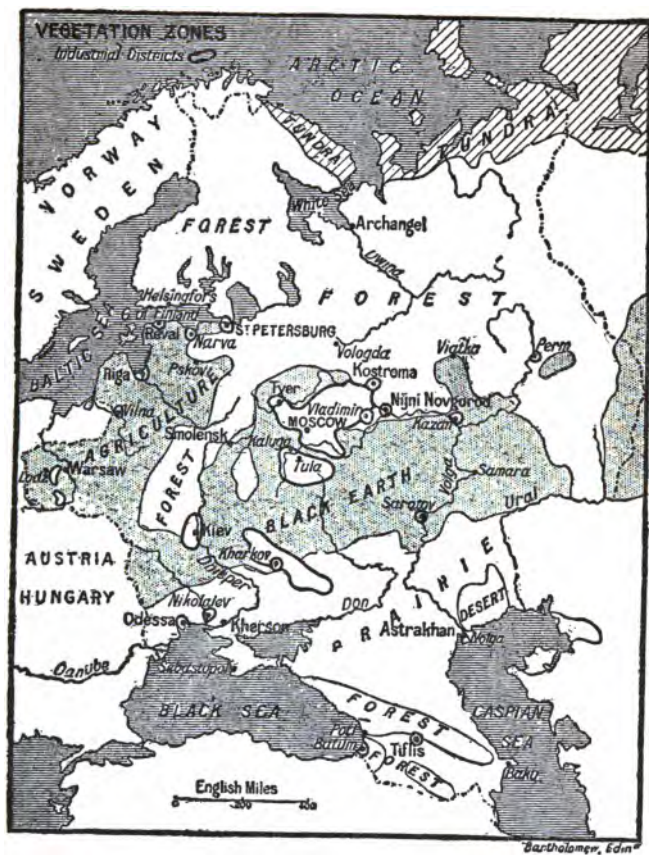 VEGETATION ZONES
Industrial Districts
ARCTIC
OCEAN
TUNDRA
TUNDRA
NORWAY
SWEDEN
White Sea
Archangel
FOREST
Dwina
FOREST
Helsingfors
G. of Finland
ST PETERSBURG
Reval
Narva
BALTIC SEA
Vologda
Viatka
Perm
Kostroma
Riga
Pskov
Tver
Vladimir
Nijni Novgorod
Vilna
MOSCOW
Kazan
AGRICULTURE
Smolensk
Kaluga
Warsaw
Lodz
Tula
Volga
Samara
FOREST
BLACK EARTH
Saratov
Ural
Kiev
AUSTRIA
HUNGARY
Kharkov
Dnieper
PRAIRIE
DESERT
Nikolaiev
Don
Odessa
Kherson
Astrakhan
Volga
Danube
Sebastopol
BLACK SEA
FOREST
CASPIAN
SEA
Poti
Batum
Tiflis
FOREST
Baku
English Miles
0 200 400
Bartholomew, Edinr